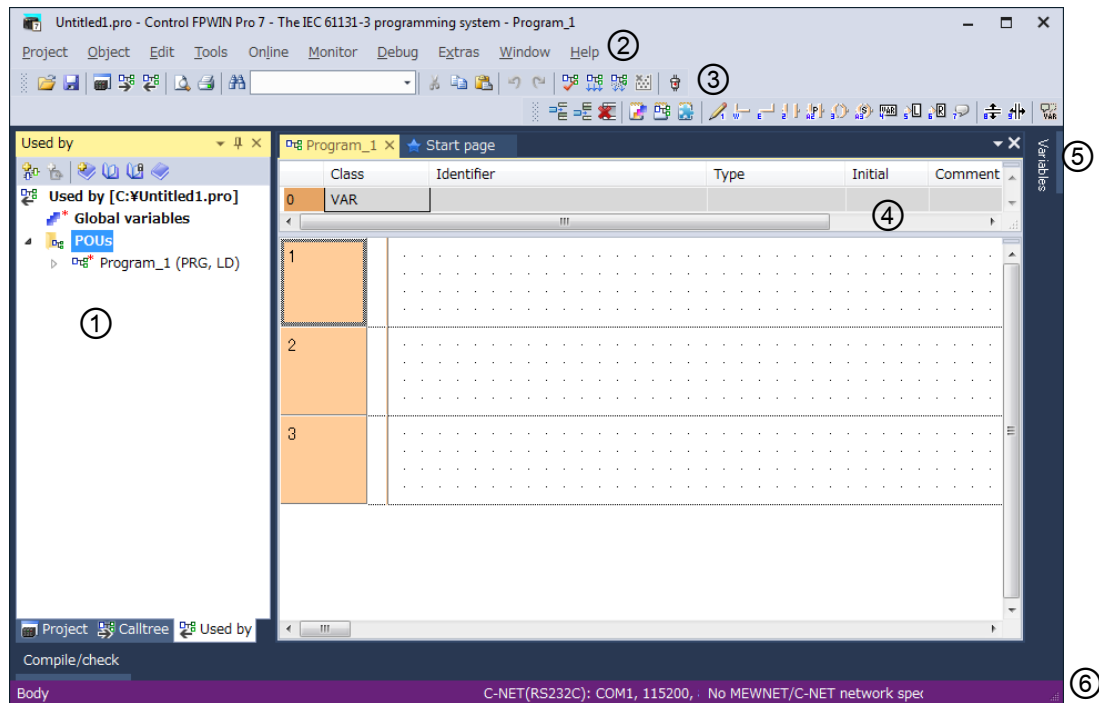 Untitled1.pro - Control FPWIN Pro 7 - The IEC 61131-3 programming system - Program_1
Project Object Edit Tools Online Monitor Debug Extras Window Help ②
③
Used by
Program_1 Start page
Variables
⑤
Class Identifier Type Initial Comment
0 VAR
④
Used by [C:¥Untitled1.pro]
Global variables
POUs
Program_1 (PRG, LD)
①
1
2
3
Project Calltree Used by
Compile/check
Body C-NET(RS232C): COM1, 115200, No MEWNET/C-NET network spec
⑥